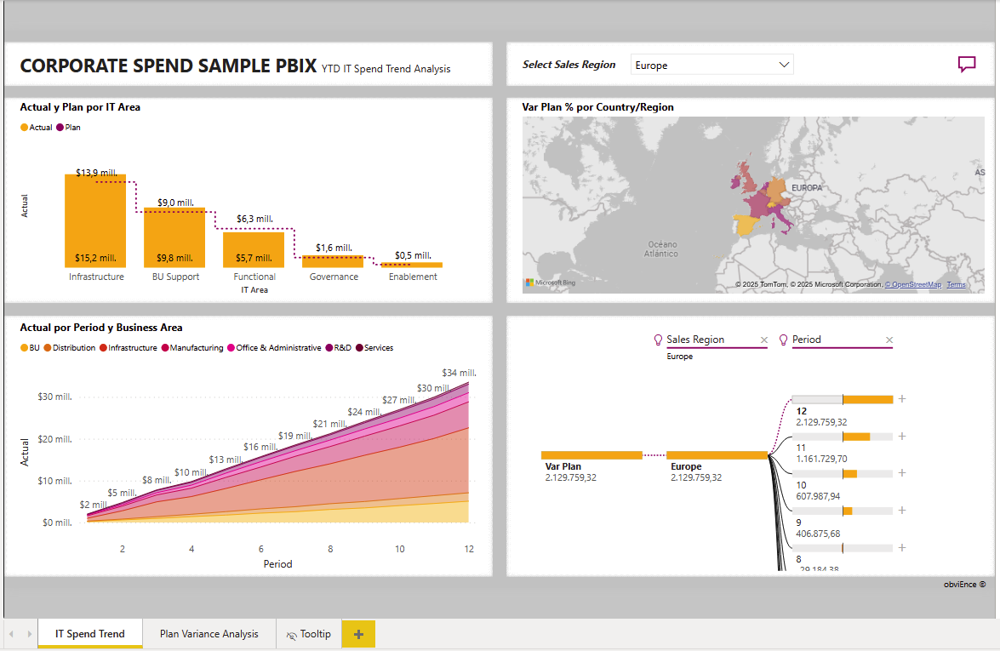 CORPORATE SPEND SAMPLE PBIX YTD IT Spend Trend Analysis
Select Sales Region
Europe
Actual y Plan por IT Area
Actual Plan
Actual
$13,9 mill.
$9,0 mill.
$6,3 mill.
$1,6 mill.
$0,5 mill.
$15,2 mill.
$9,8 mill.
$5,7 mill.
Infrastructure
BU Support
Functional
Governance
Enablement
IT Area
Var Plan % por Country/Region
EUROPA
AS
Océano
Atlántico
Microsoft Bing
© 2025 TomTom, © 2025 Microsoft Corporation, © OpenStreetMap Terms
Actual por Period y Business Area
BU Distribution Infrastructure Manufacturing Office & Administrative R&D Services
Actual
$30 mill.
$20 mill.
$10 mill.
$0 mill.
$2 mill.
$5 mill.
$8 mill.
$10 mill.
$13 mill.
$16 mill.
$19 mill.
$21 mill.
$24 mill.
$27 mill.
$30 mill.
$34 mill.
2 4 6 8 10 12
Period
Sales Region
Europe
Period
Var Plan
2.129.759,32
Europe
2.129.759,32
12
2.129.759,32
11
1.161.729,70
10
607.987,94
9
406.875,68
8
obviEnce ©
IT Spend Trend
Plan Variance Analysis
Tooltip